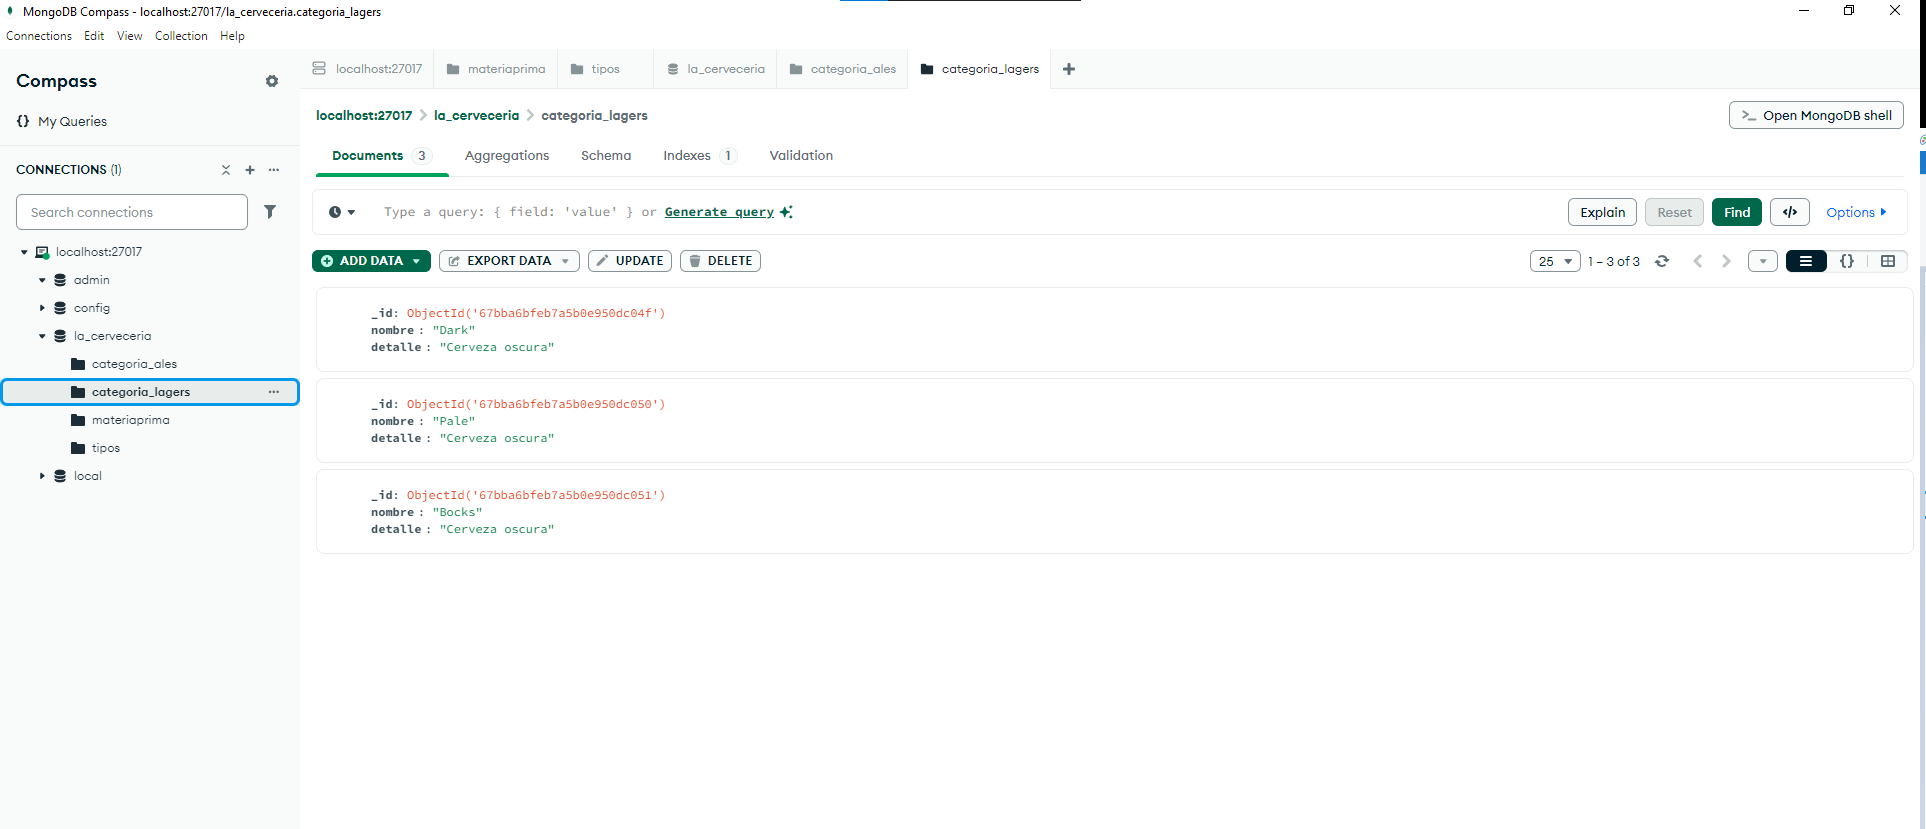 MongoDB Compass - localhost:27017/la_cerveceria.categoria_lagers
Connections Edit View Collection Help
Compass
{} My Queries
CONNECTIONS (1)
Search connections
localhost:27017
admin
config
la_cerveceria
categoria_ales
categoria_lagers
materiaprima
tipos
local
localhost:27017 materiaprima tipos la_cerveceria categoria_ales categoria_lagers
localhost:27017 > la_cerveceria > categoria_lagers
>_ Open MongoDB shell
Documents 3 Aggregations Schema Indexes 1 Validation
Type a query: { field: 'value' } or Generate query
Explain Reset Find </> Options
ADD DATA EXPORT DATA UPDATE DELETE
25 1 – 3 of 3 {}
_id: ObjectId('67bba6bfeb7a5b0e950dc04f')
nombre : "Dark"
detalle : "Cerveza oscura"
_id: ObjectId('67bba6bfeb7a5b0e950dc050')
nombre : "Pale"
detalle : "Cerveza oscura"
_id: ObjectId('67bba6bfeb7a5b0e950dc051')
nombre : "Bocks"
detalle : "Cerveza oscura"